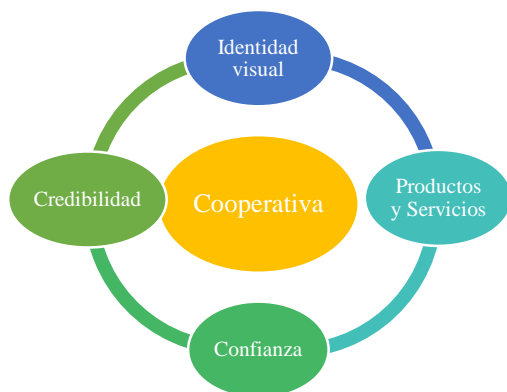 Identidad
visual
Productos
y Servicios
Credibilidad
Cooperativa
Confianza